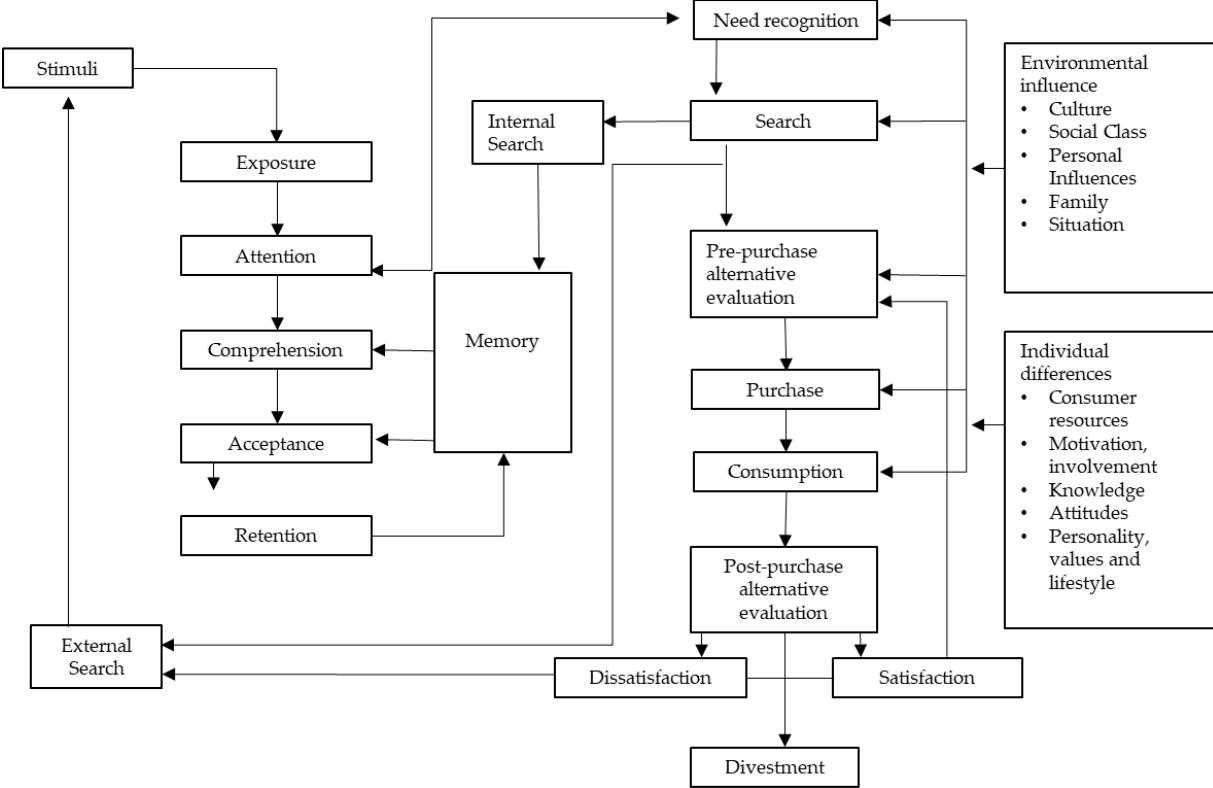 Need recognition
Stimuli
Environmental
influence
• Culture
• Social Class
• Personal
Influences
• Family
• Situation
Internal
Search
Search
Exposure
Attention
Pre-purchase
alternative
evaluation
Comprehension
Memory
Individual
differences
• Consumer
resources
• Motivation,
involvement
• Knowledge
• Attitudes
• Personality,
values and
lifestyle
Purchase
Acceptance
Consumption
Retention
Post-purchase
alternative
evaluation
External
Search
Dissatisfaction
Satisfaction
Divestment